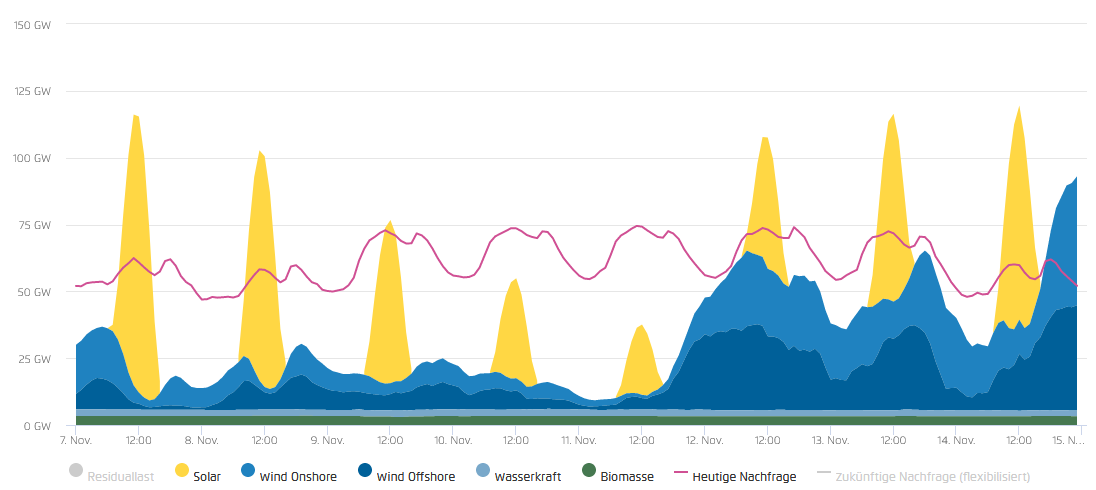 150 GW
125 GW
100 GW
75 GW
50 GW
25 GW
0 GW
7. Nov. 12:00 8. Nov. 12:00 9. Nov. 12:00 10. Nov. 12:00 11. Nov. 12:00 12. Nov. 12:00 13. Nov. 12:00 14. Nov. 12:00 15. N...
Residuallast Solar Wind Onshore Wind Offshore Wasserkraft Biomasse Heutige Nachfrage Zukünftige Nachfrage (flexibilisiert)